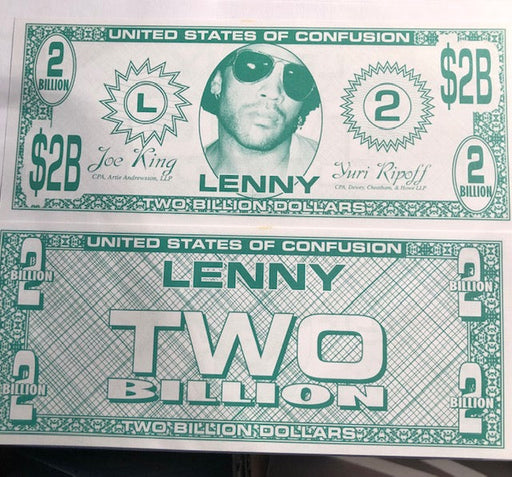 UNITED STATES OF CONFUSION
2
BILLION
$2B
L
2
$2B
Joe King
CPA, Artie Andrewsson, LLP
Yuri Ripoff
CPA, Dewey, Cheatham, & Howe LLP
2
BILLION
LENNY
TWO BILLION DOLLARS
UNITED STATES OF CONFUSION
2
BILLION
LENNY
2
BILLION
TWO
BILLION
2
BILLION
2
BILLION
TWO BILLION DOLLARS